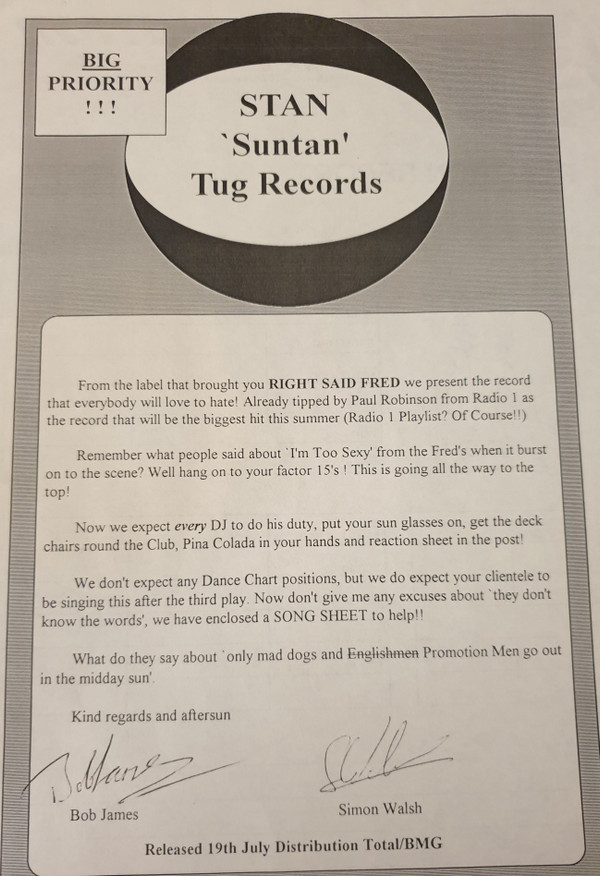 BIG
PRIORITY
! ! !
STAN
`Suntan'
Tug Records
From the label that brought you RIGHT SAID FRED we present the record
that everybody will love to hate! Already tipped by Paul Robinson from Radio 1 as
the record that will be the biggest hit this summer (Radio 1 Playlist? Of Course!!)
Remember what people said about `I'm Too Sexy' from the Fred's when it burst
on to the scene? Well hang on to your factor 15's ! This is going all the way to the
top!
Now we expect every DJ to do his duty, put your sun glasses on, get the deck
chairs round the Club, Pina Colada in your hands and reaction sheet in the post!
We don't expect any Dance Chart positions, but we do expect your clientele to
be singing this after the third play. Now don't give me any excuses about `they don't
know the words', we have enclosed a SONG SHEET to help!!
What do they say about `only mad dogs and Englishmen Promotion Men go out
in the midday sun'.
Kind regards and aftersun
Bob James
Simon Walsh
Released 19th July Distribution Total/BMG